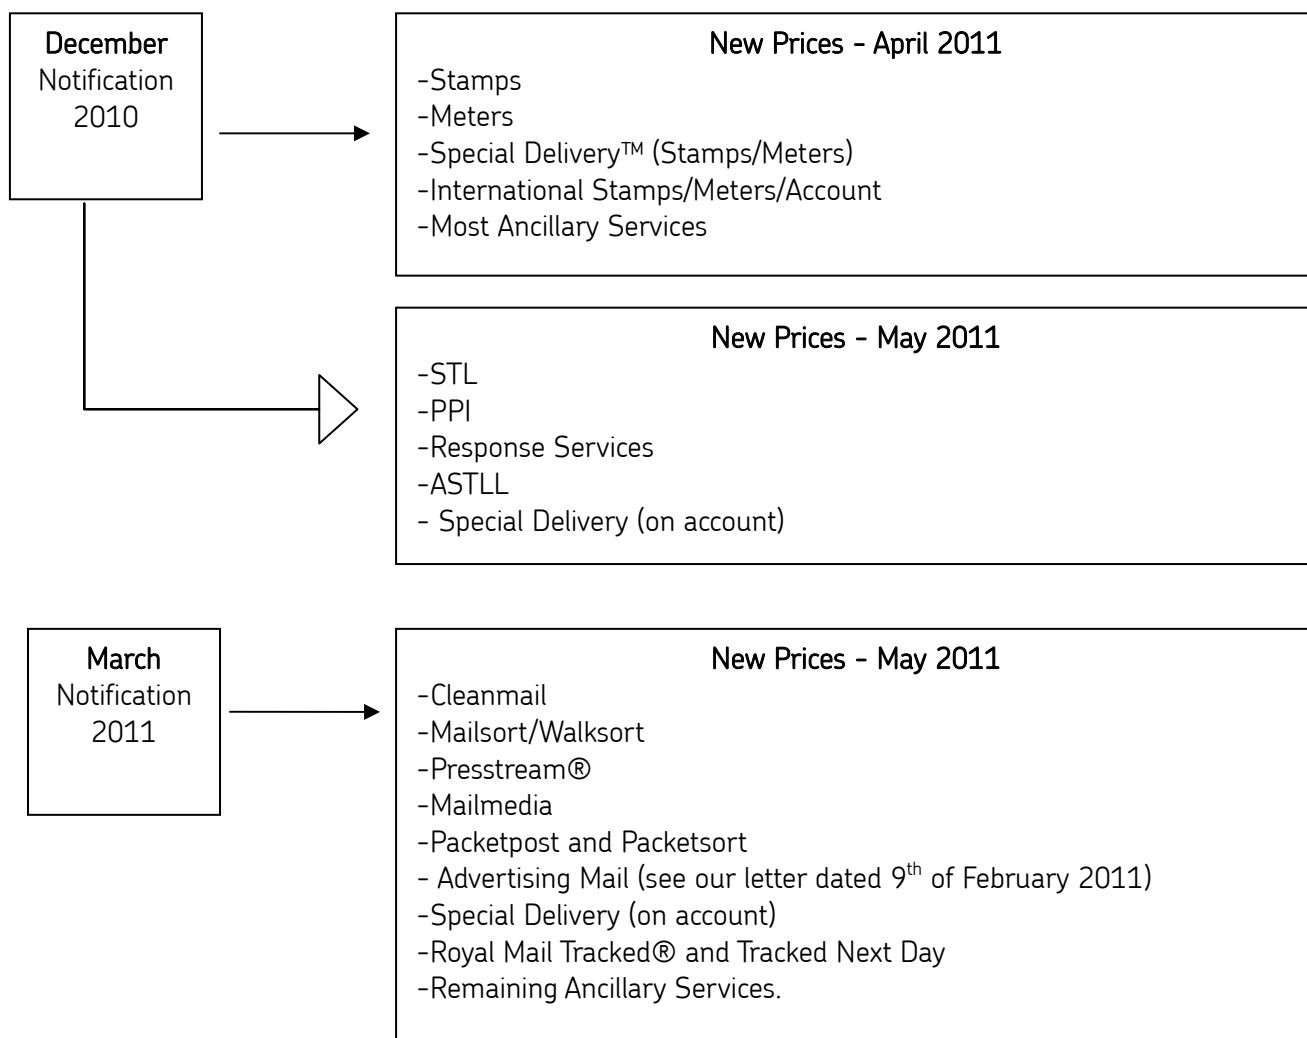 December
Notification
2010
New Prices - April 2011
-Stamps
-Meters
-Special Delivery™ (Stamps/Meters)
-International Stamps/Meters/Account
-Most Ancillary Services
New Prices - May 2011
-STL
-PPI
-Response Services
-ASTLL
- Special Delivery (on account)
March
Notification
2011
New Prices - May 2011
-Cleanmail
-Mailsort/Walksort
-Presstream®
-Mailmedia
-Packetpost and Packetsort
- Advertising Mail (see our letter dated 9th of February 2011)
-Special Delivery (on account)
-Royal Mail Tracked® and Tracked Next Day
-Remaining Ancillary Services.